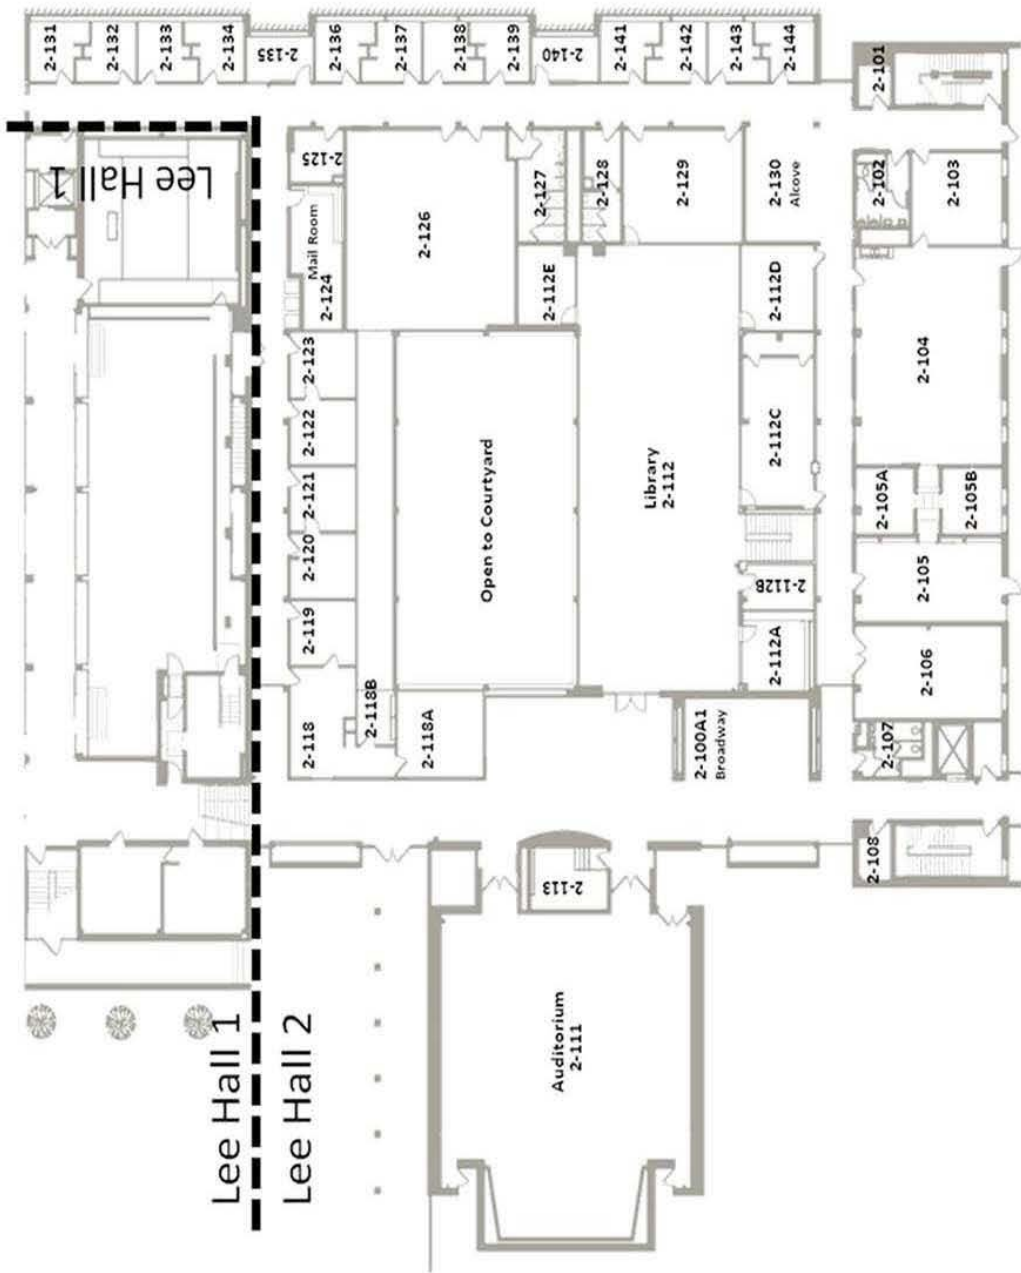 2-131
2-132
2-133
2-134
2-135
2-136
2-137
2-138
2-139
2-140
2-141
2-142
2-143
2-144
2-101
Lee Hall 1
2-125
Mail Room
2-124
2-126
2-127
2-128
2-129
2-130
Alcove
2-102
2-103
2-112E
2-112D
2-123
2-122
2-121
2-120
2-119
2-118
2-118B
2-118A
Open to Courtyard
Library
2-112
2-112C
2-112B
2-112A
2-104
2-105A
2-105B
2-105
2-106
2-107
2-100A1
Broadway
2-108
2-113
Auditorium
2-111
Lee Hall 1
Lee Hall 2